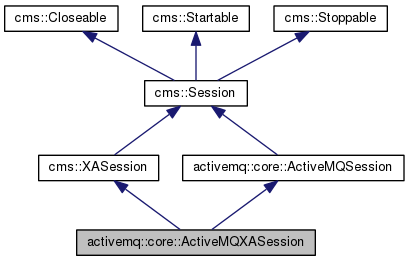 cms::Closeable
cms::Startable
cms::Stoppable
cms::Session
cms::XASession
activemq::core::ActiveMQSession
activemq::core::ActiveMQXASession